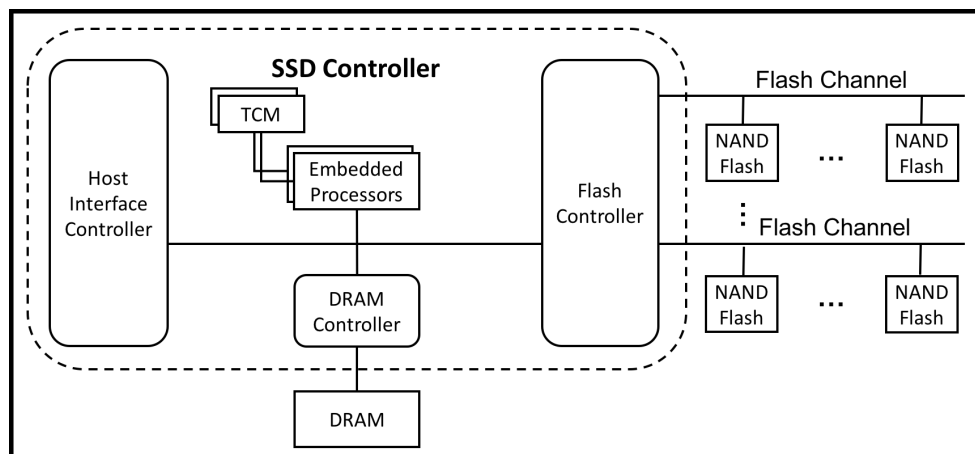 SSD Controller
Host
Interface
Controller
TCM
Embedded
Processors
DRAM
Controller
DRAM
Flash
Controller
Flash Channel
NAND
Flash
...
NAND
Flash
...
Flash Channel
NAND
Flash
...
NAND
Flash